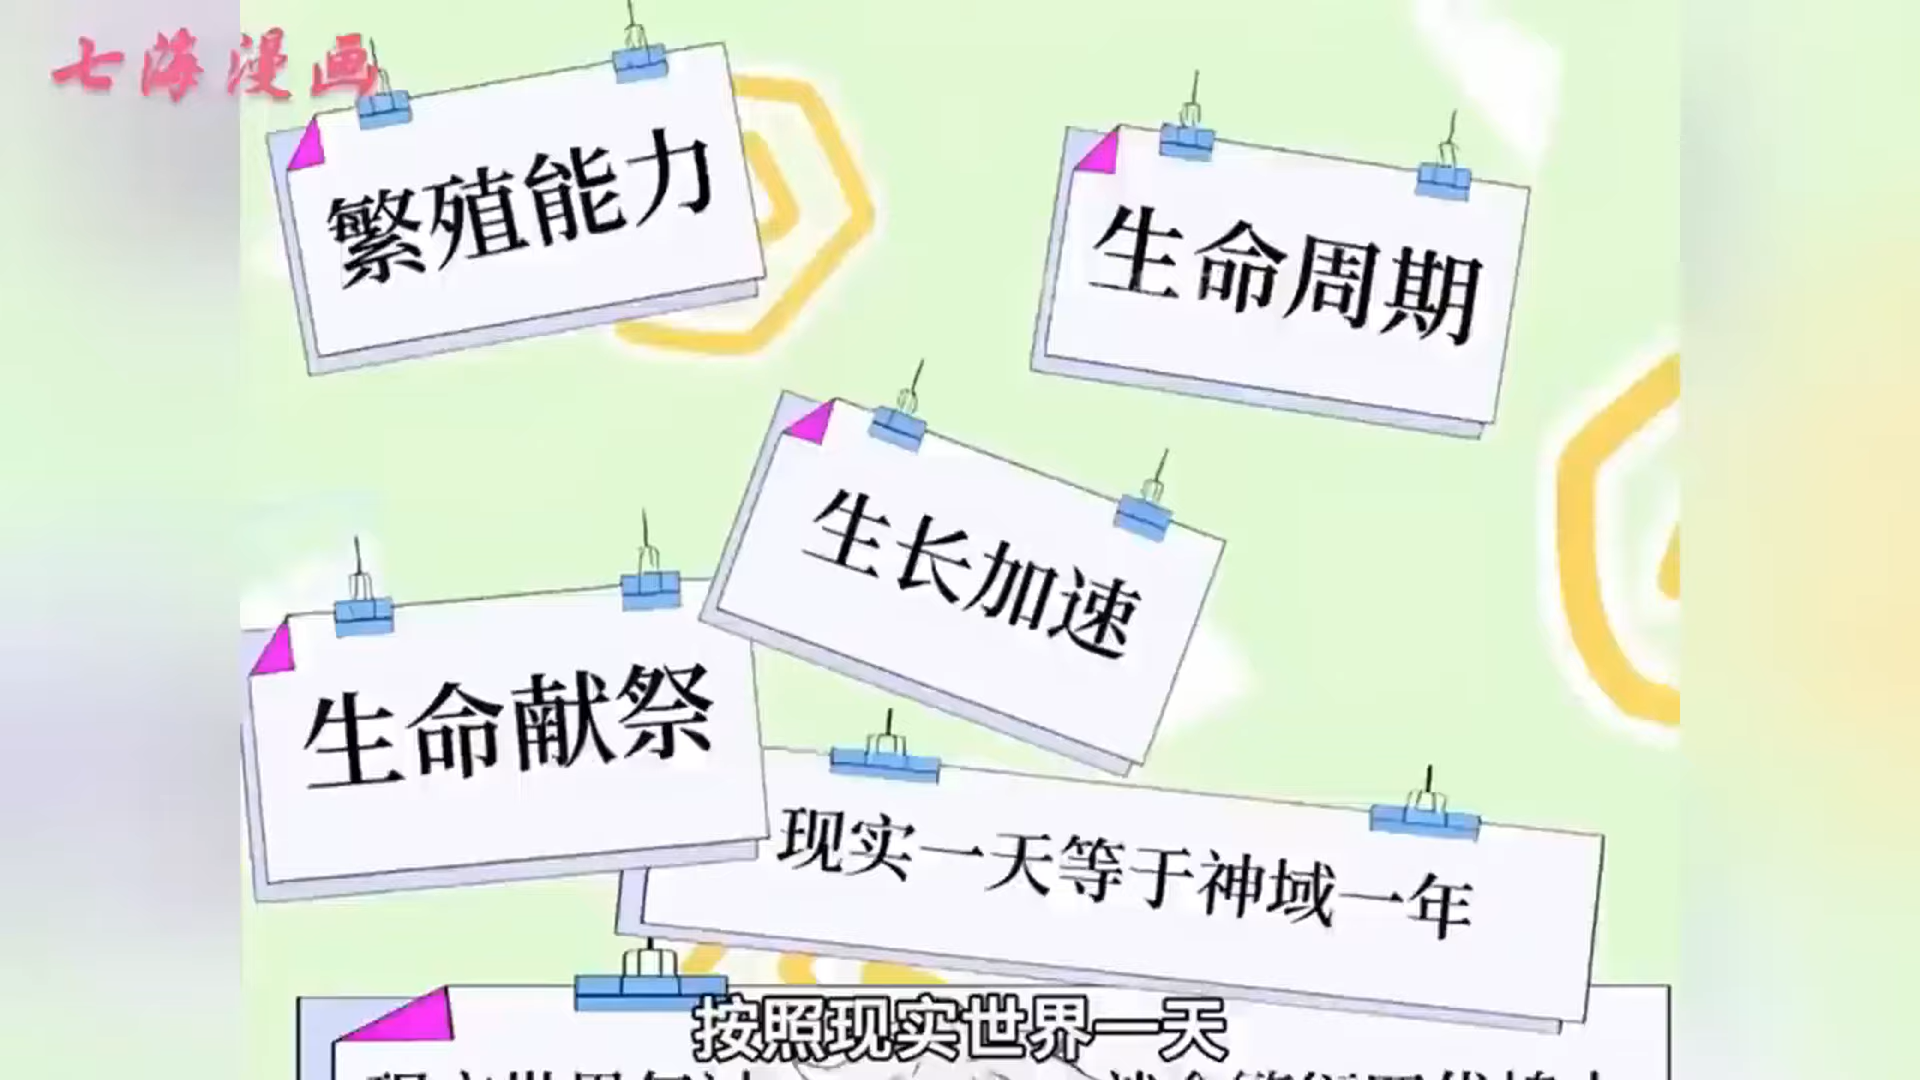 七海漫画
繁殖能力
生命周期
生长加速
生命献祭
现实一天等于神域一年
按照现实世界一天